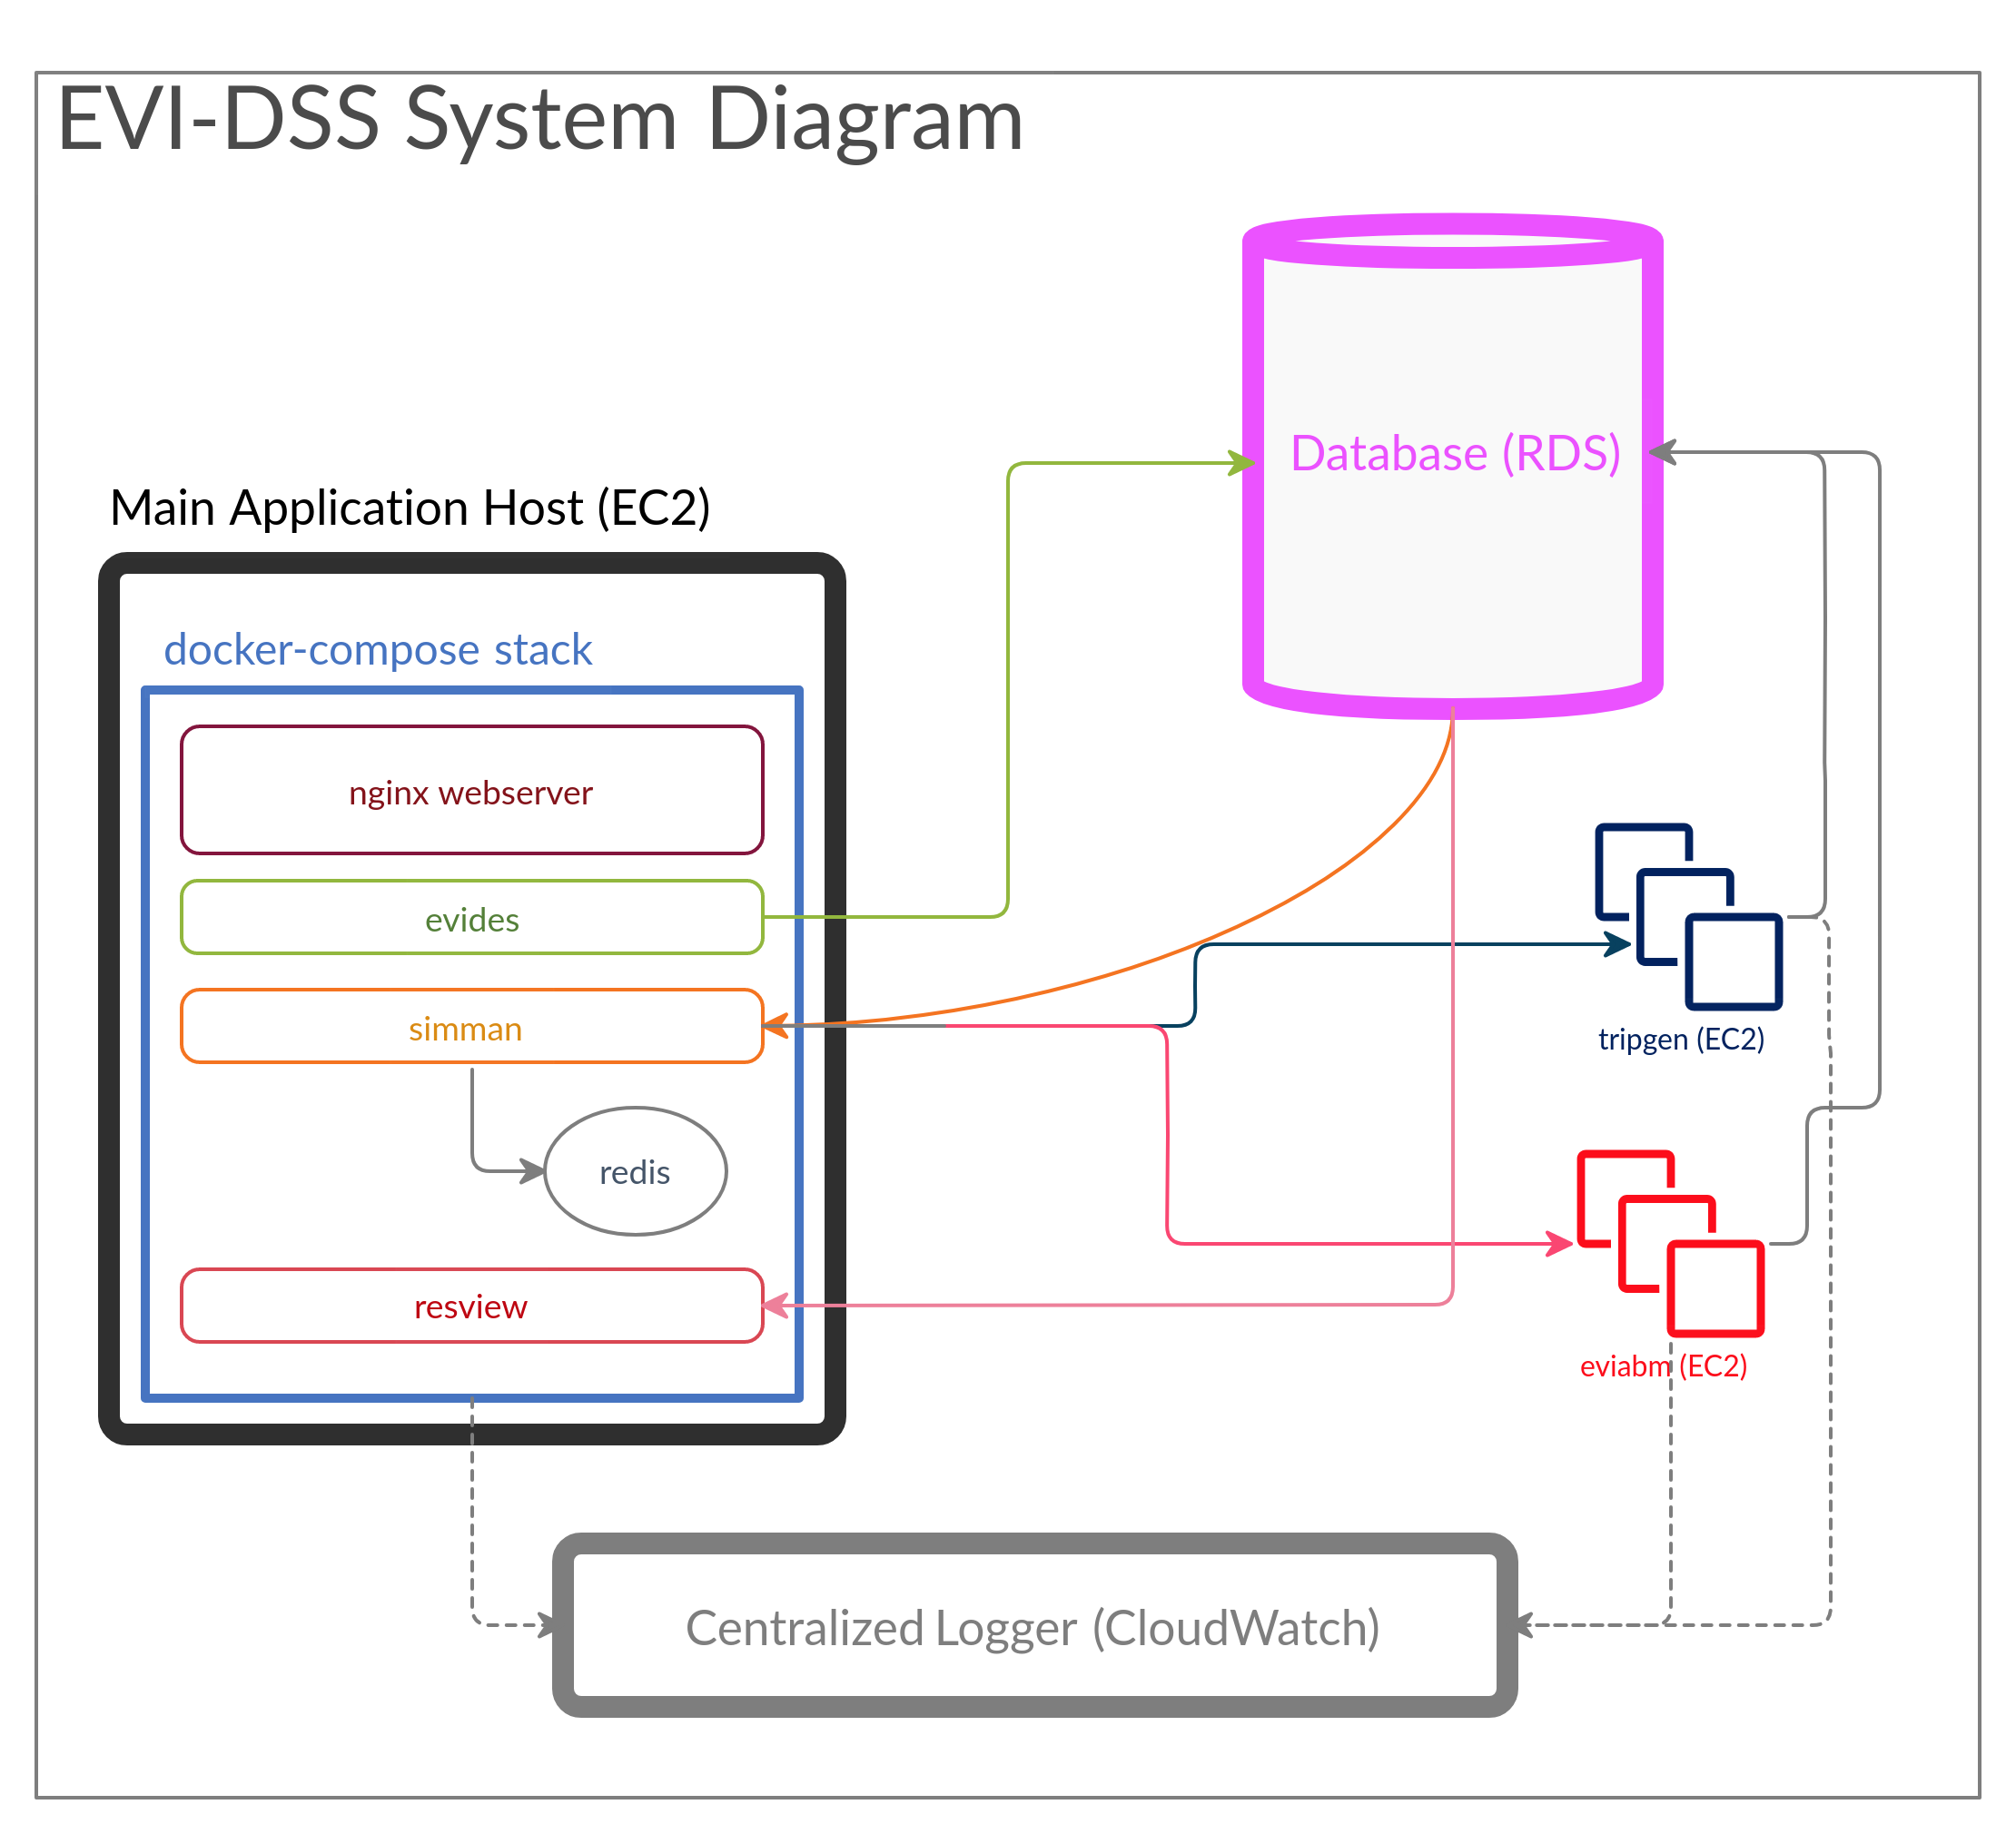 EVI-DSS System Diagram
Database (RDS)
Main Application Host (EC2)
docker-compose stack
nginx webserver
evides
simman
tripgen (EC2)
redis
resview
eviabm (EC2)
Centralized Logger (CloudWatch)